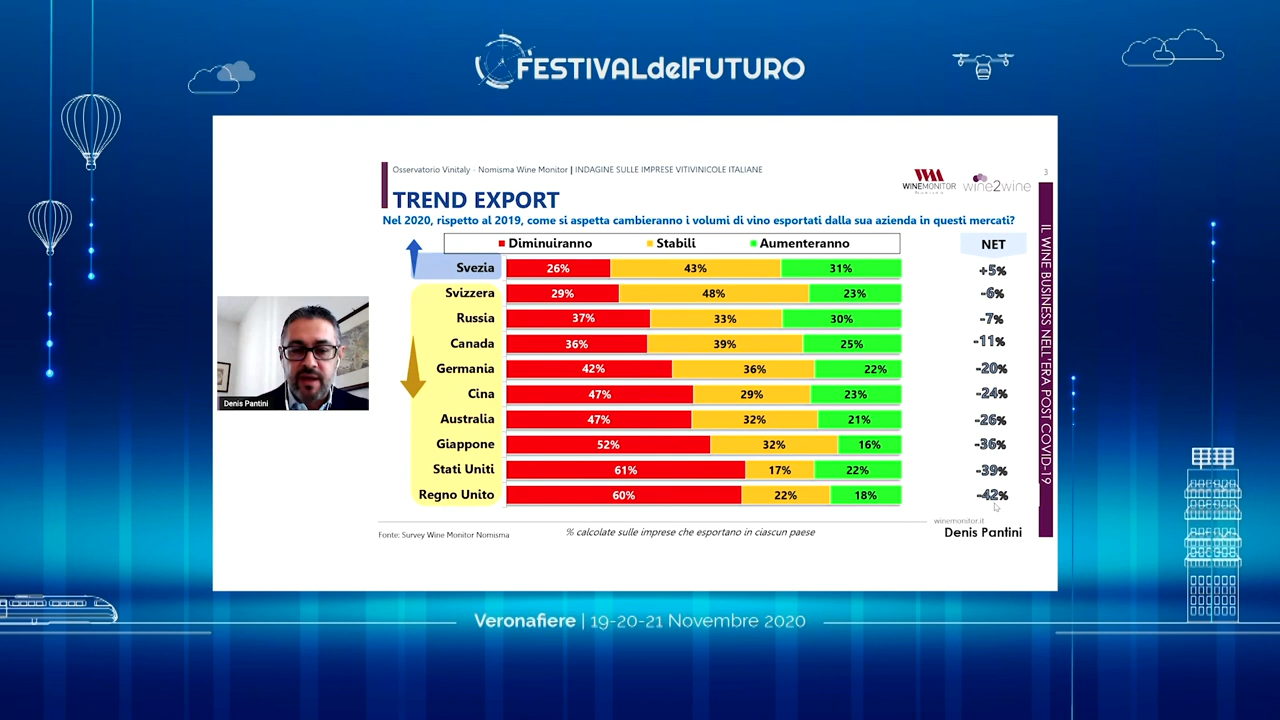 FESTIVALdelFUTURO
Osservatorio Vinitaly - Nomisma Wine Monitor | INDAGINE SULLE IMPRESE VITIVINICOLE ITALIANE
WINEMONITOR
Nomisma
wine2wine
3
TREND EXPORT
Nel 2020, rispetto al 2019, come si aspetta cambieranno i volumi di vino esportati dalla sua azienda in questi mercati?
Diminuiranno Stabili Aumenteranno NET
Svezia 26% 43% 31% +5%
Svizzera 29% 48% 23% -6%
Russia 37% 33% 30% -7%
Canada 36% 39% 25% -11%
Germania 42% 36% 22% -20%
Cina 47% 29% 23% -24%
Australia 47% 32% 21% -26%
Giappone 52% 32% 16% -36%
Stati Uniti 61% 17% 22% -39%
Regno Unito 60% 22% 18% -42%
IL WINE BUSINESS NELL'ERA POST COVID-19
Denis Pantini
Fonte: Survey Wine Monitor Nomisma
% calcolate sulle imprese che esportano in ciascun paese
winemonitor.it
Denis Pantini
Veronafiere | 19-20-21 Novembre 2020